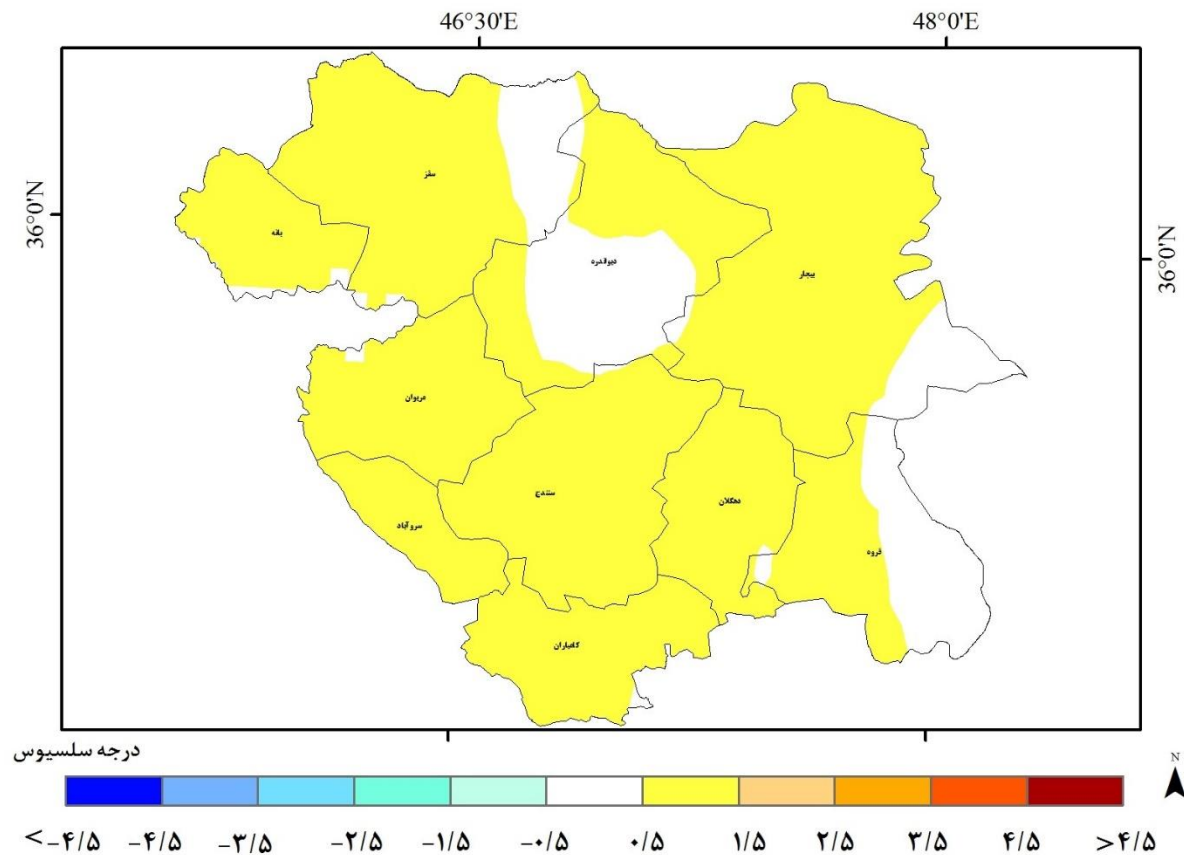 46°30'E 48°0'E
36°0'N
36°0'N
سقز
بانه
دیواندره
بیجار
مریوان
سنندج
دهگلان
سروآباد
قروه
کامیاران
درجه سلسیوس
N
<-۴/۵ -۴/۵ -۳/۵ -۲/۵ -۱/۵ -۰/۵ ۰/۵ ۱/۵ ۲/۵ ۳/۵ ۴/۵ >۴/۵